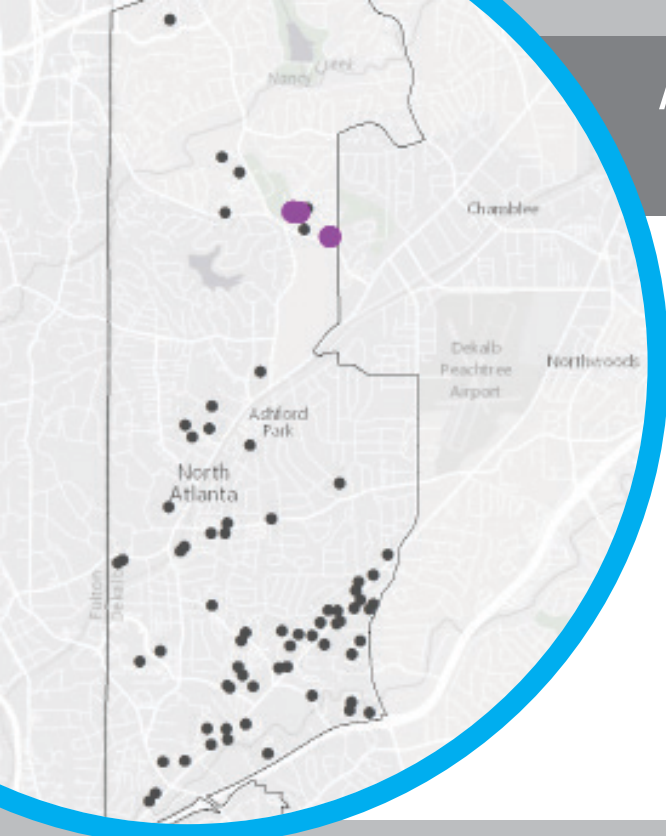 Nancy Creek
Chamblee
Dekalb
Peachtree
Airport
Northwoods
Ashford
Park
North
Atlanta
Fulton
Dekalb